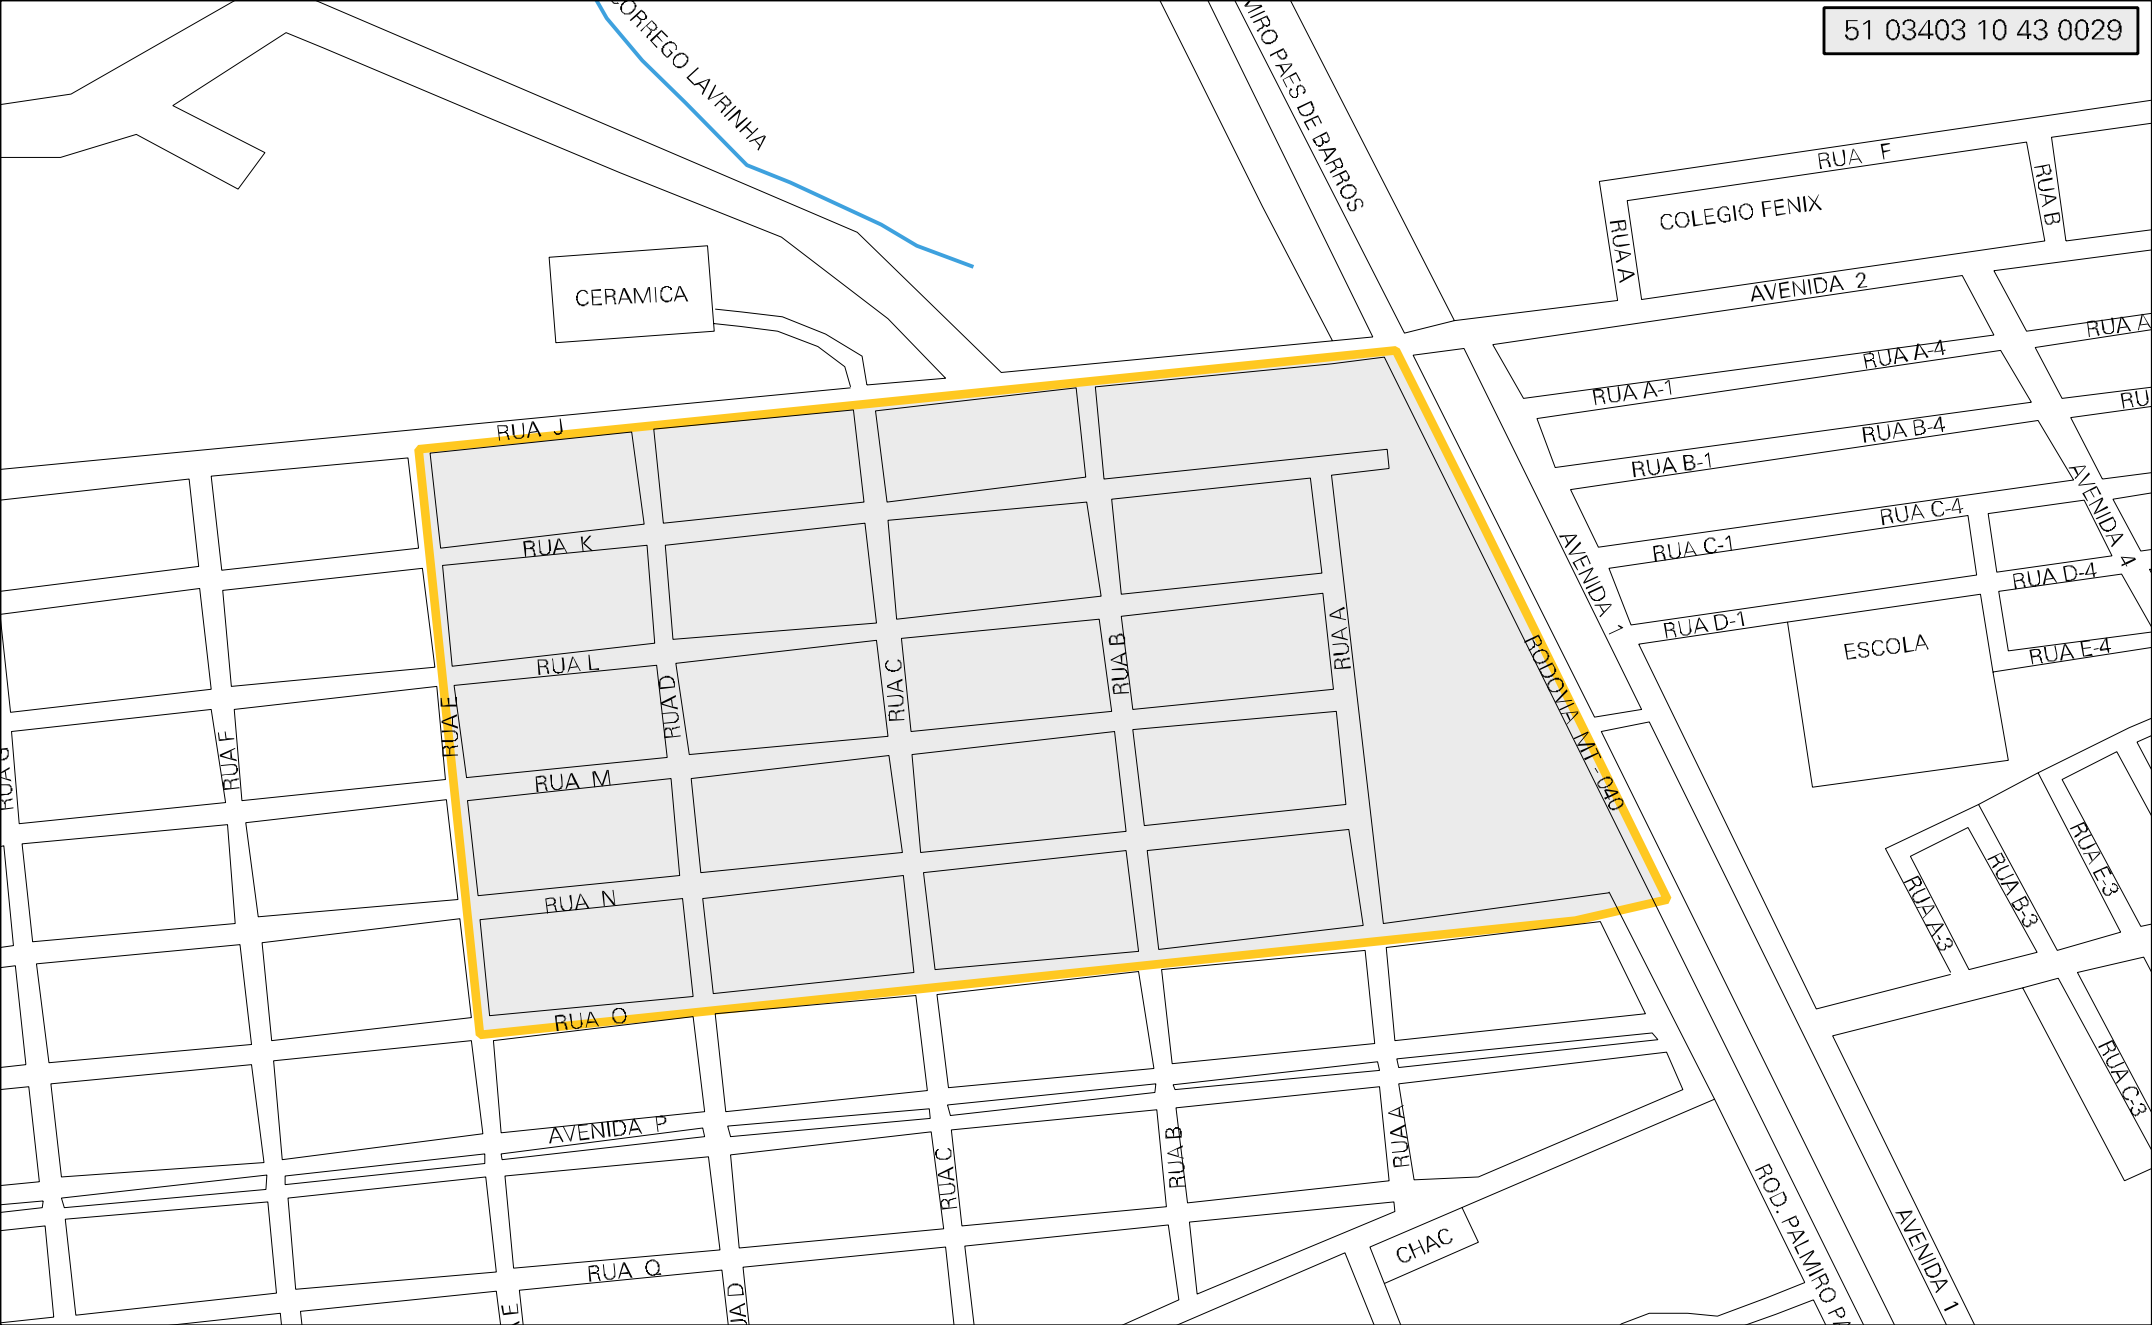 51 03403 10 43 0029
CORREGO LAVRINHA
MIRO PAES DE BARROS
RUA F
RUA B
COLEGIO FENIX
RUA A
AVENIDA 2
CERAMICA
RUA A
RUA A-4
RUA A-1
RU
RUA J
RUA B-4
RUA B-1
AVENIDA 4
RUA C-4
RUA K
RUA C-1
AVENIDA 1
RUA D-4
RUA D-1
ESCOLA
RUA E-4
RUA L
RUA A
RUA B
RUA C
RUA D
RUA E
RUA F
RUA G
RODOVIA MT - 040
RUA M
RUA N
RUA E-3
RUA B-3
RUA A-3
RUA O
RUA C-3
AVENIDA P
RUA A
RUA B
RUA C
ROD. PALMIRO PA
AVENIDA 1
CHAC
RUA Q
UA D
A E